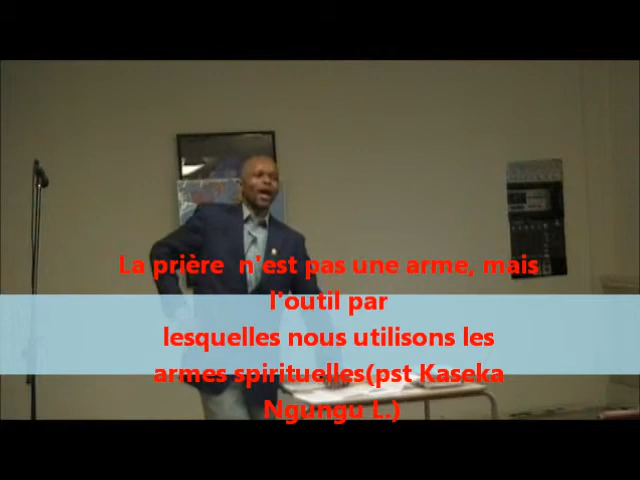 La prière  n'est pas une arme, mais
l'outil par
lesquelles nous utilisons les
armes spirituelles(pst Kaseka
Ngungu L.)